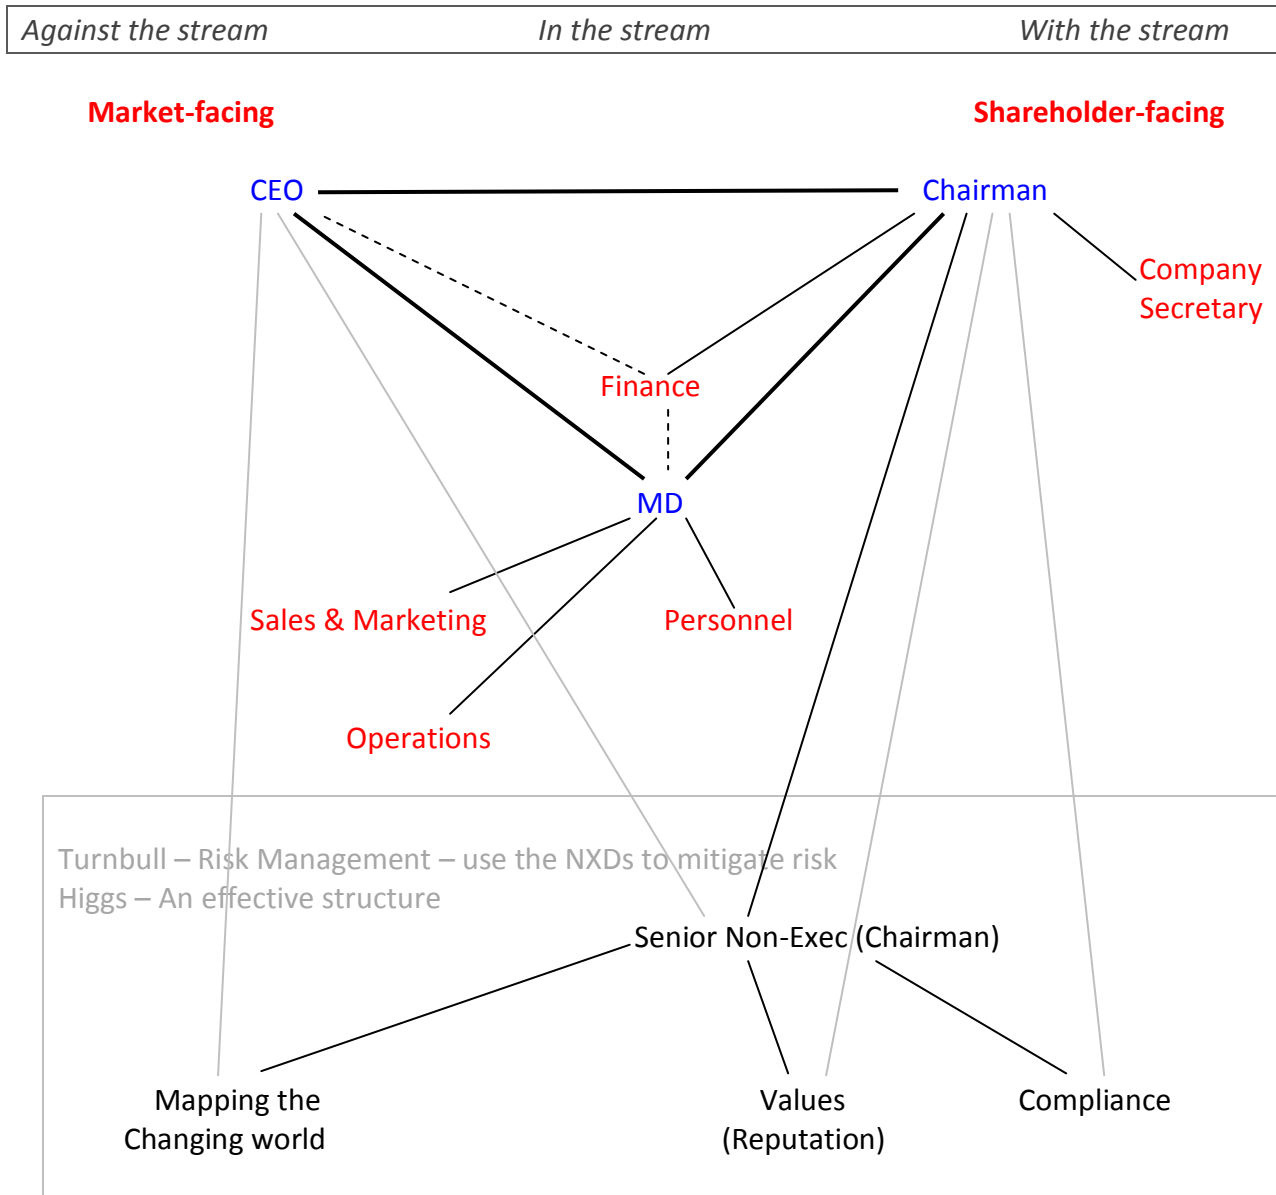 Against the stream In the stream With the stream
Market-facing Shareholder-facing
CEO Chairman
Company
Secretary
Finance
MD
Sales & Marketing Personnel
Operations
Turnbull – Risk Management – use the NXDs to mitigate risk
Higgs – An effective structure
Senior Non-Exec (Chairman)
Mapping the
Changing world
Values
(Reputation)
Compliance